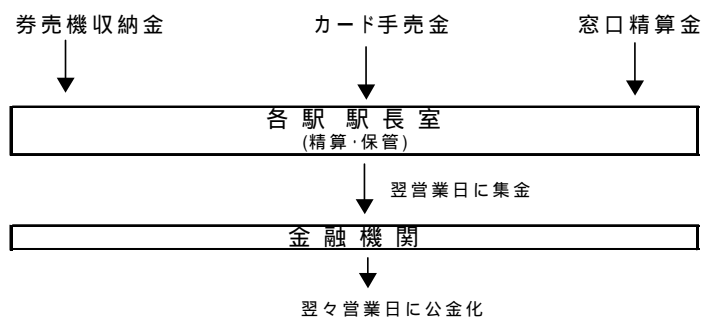 券売機収納金 カード手売金 窓口精算金
各駅 駅長室
(精算・保管)
翌営業日に集金
金融機関
翌々営業日に公金化